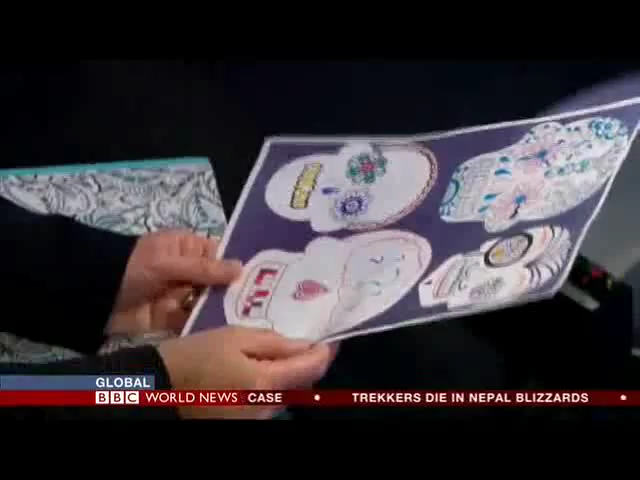 GLOBAL
BBC WORLD NEWS CASE • TREKKERS DIE IN NEPAL BLIZZARDS •